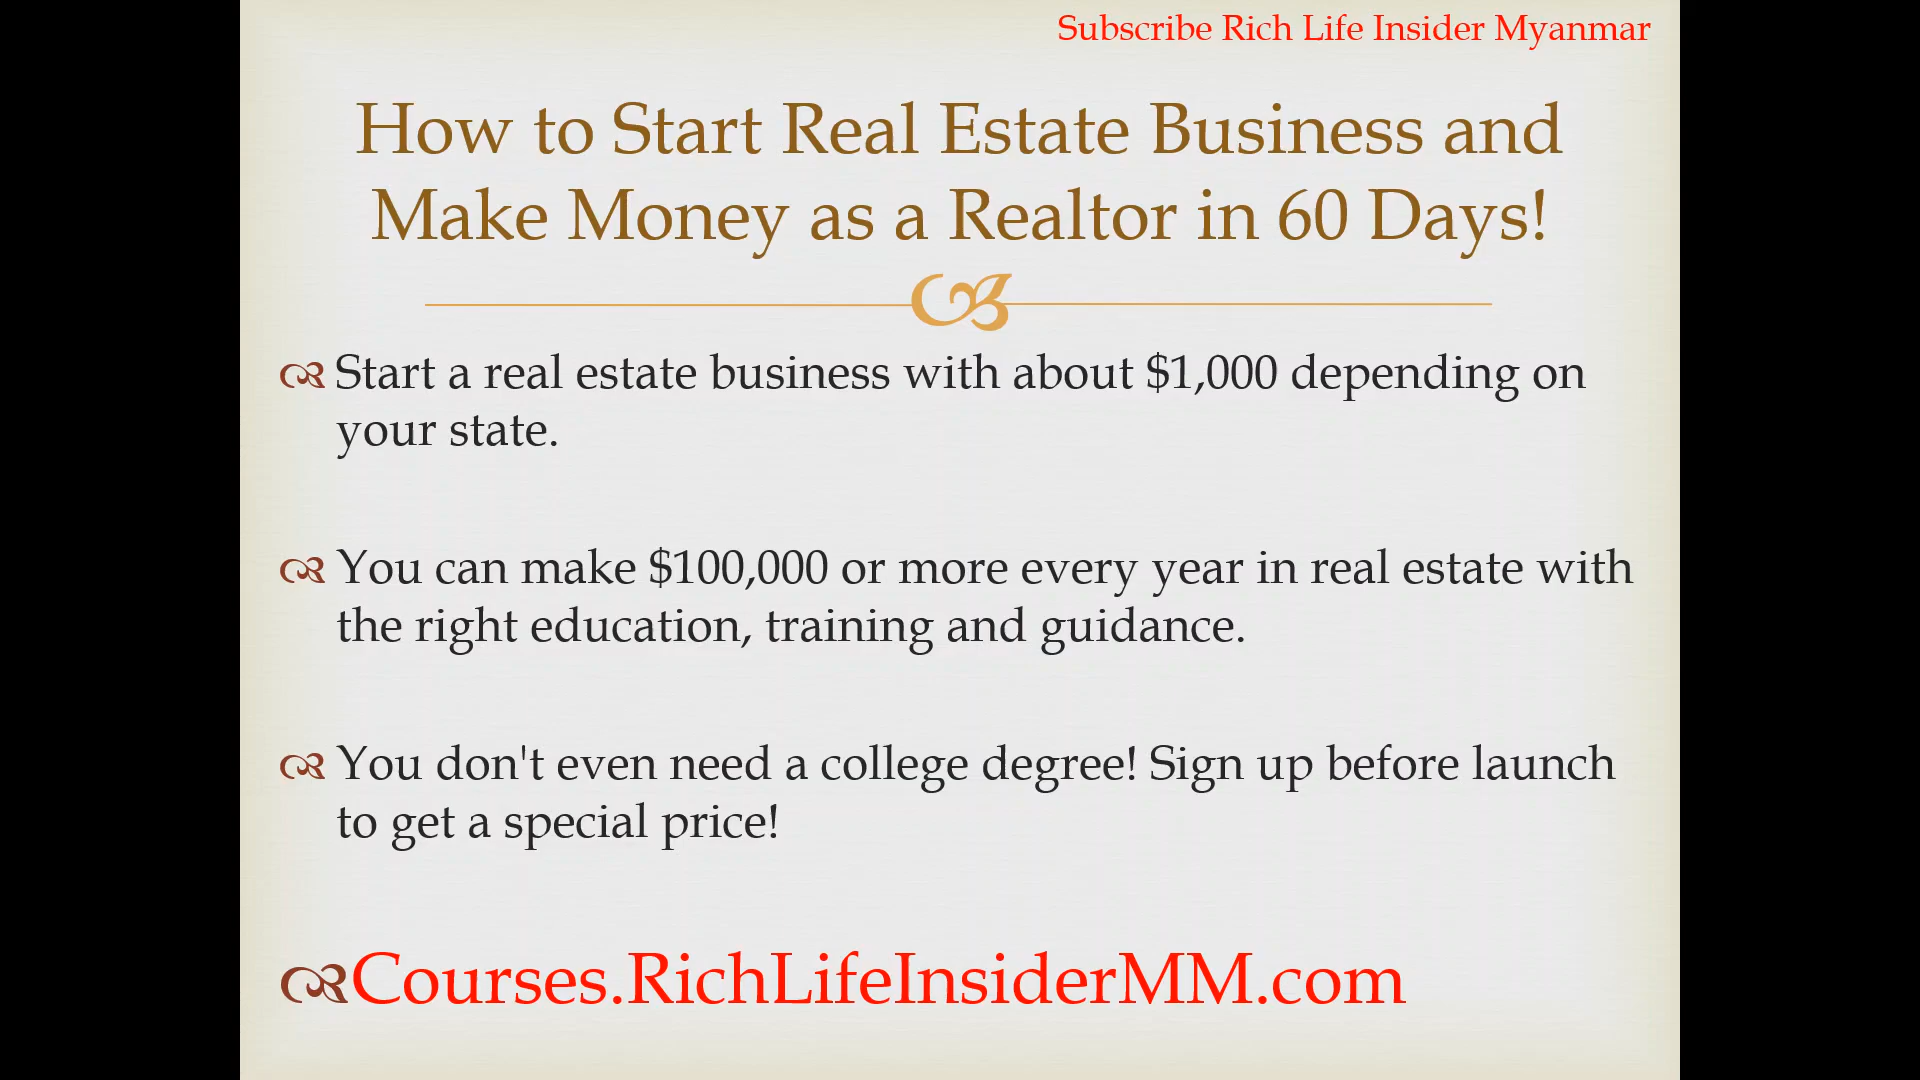 Subscribe Rich Life Insider Myanmar
How to Start Real Estate Business and
Make Money as a Realtor in 60 Days!
Start a real estate business with about $1,000 depending on
your state.
You can make $100,000 or more every year in real estate with
the right education, training and guidance.
You don't even need a college degree! Sign up before launch
to get a special price!
Courses.RichLifeInsiderMM.com